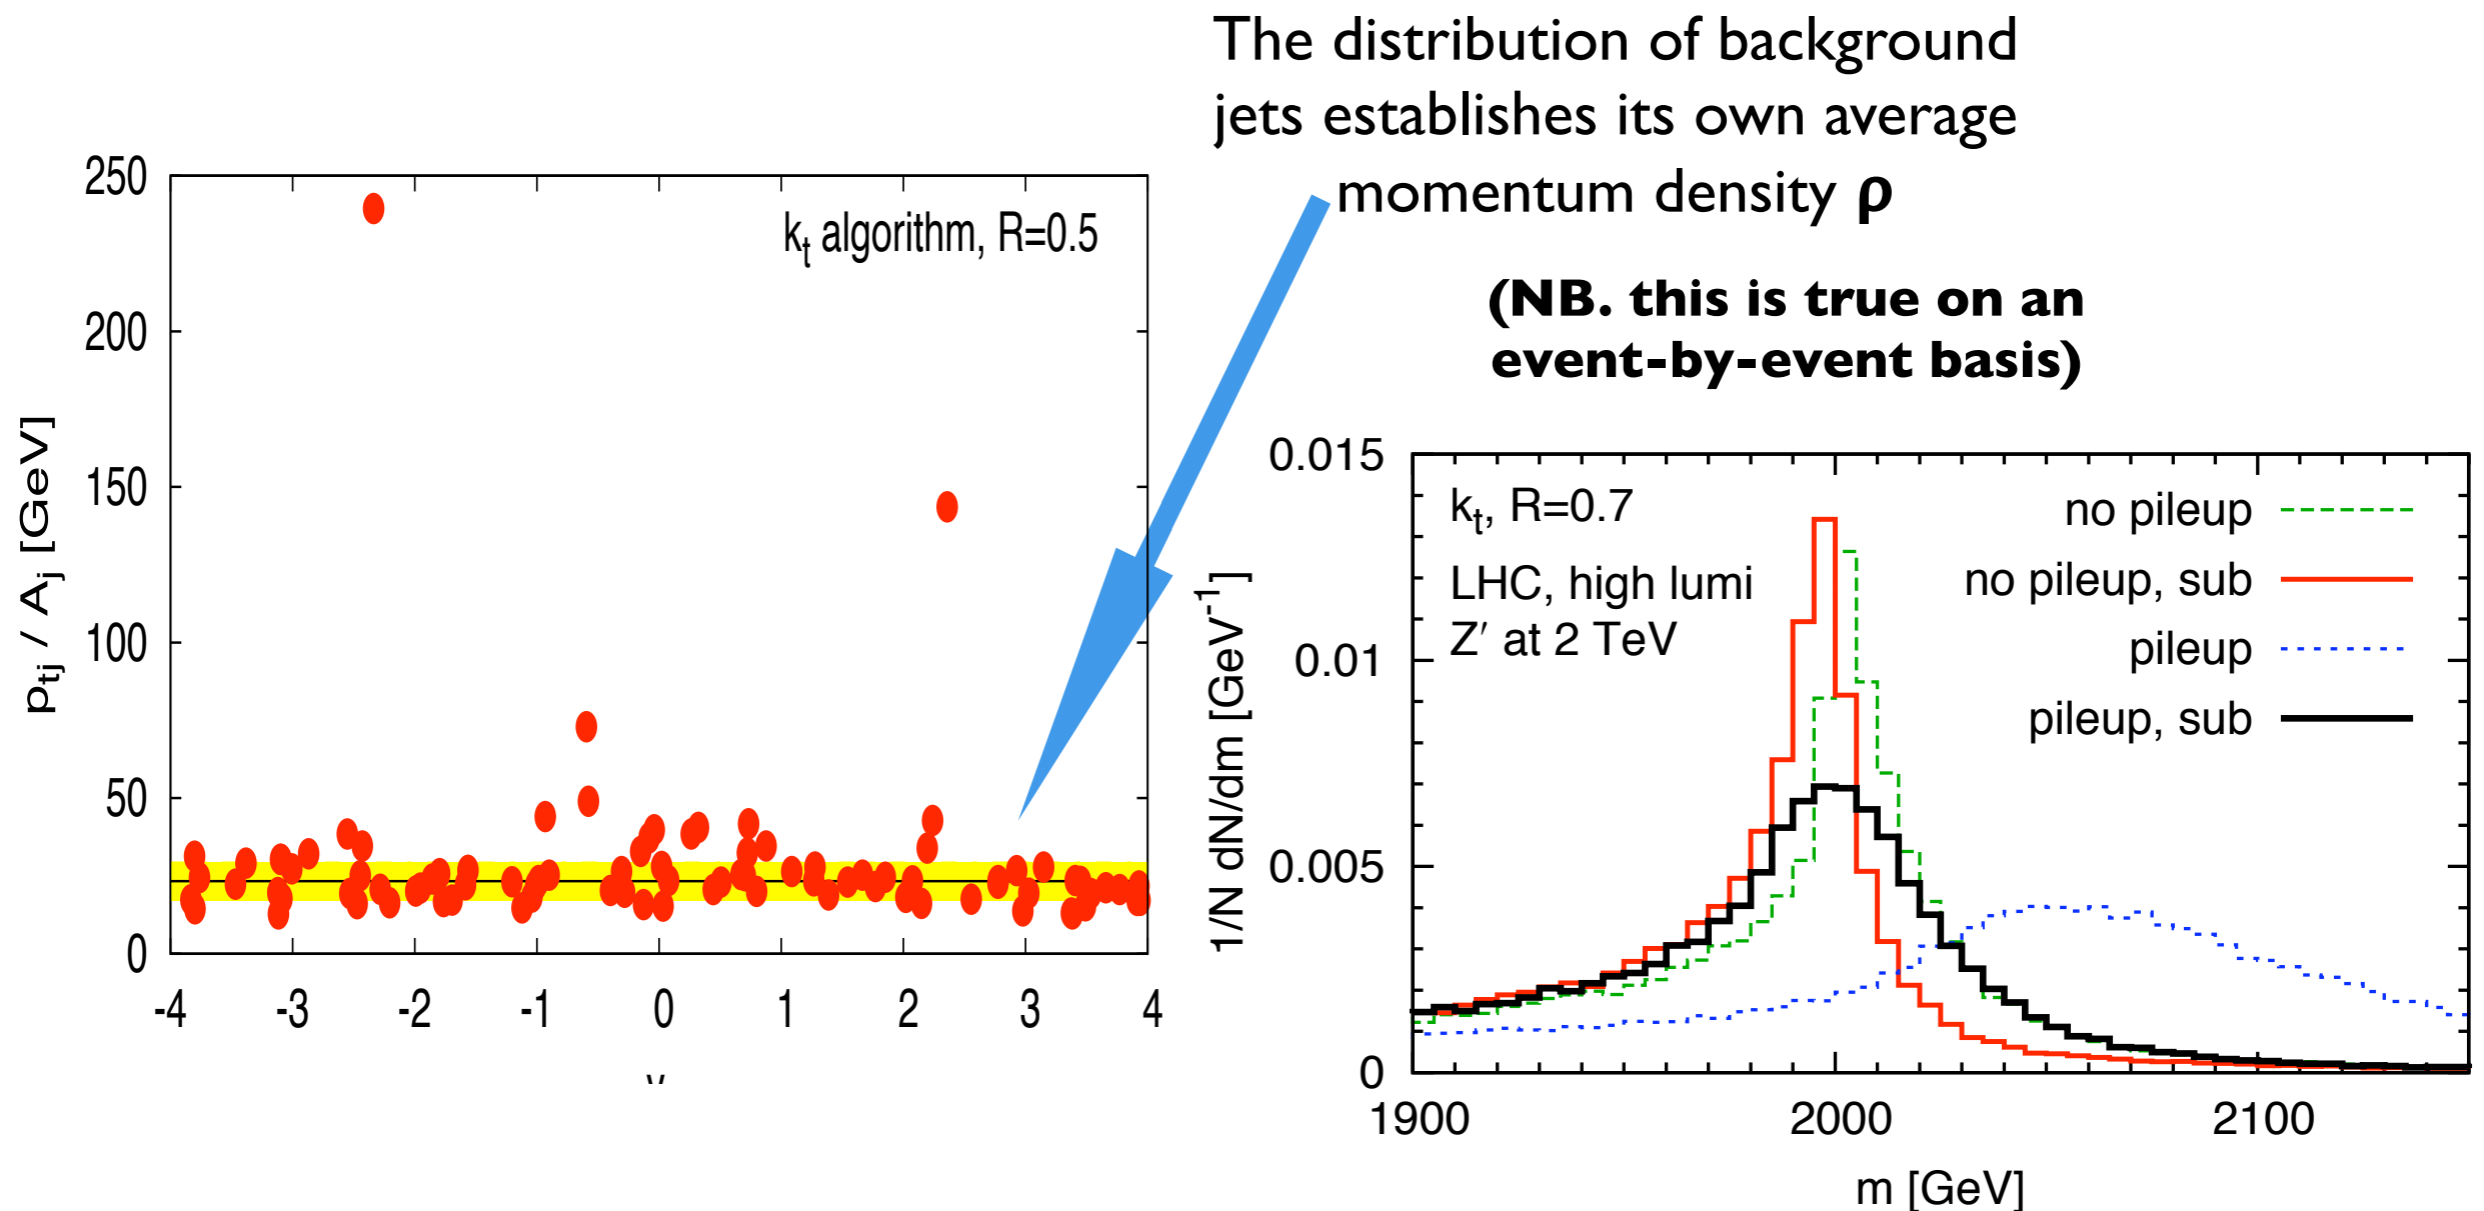 The distribution of background
jets establishes its own average
momentum density ρ
(NB. this is true on an
event-by-event basis)
250
200
150
100
50
0
p_tj / A_j [GeV]
k_t algorithm, R=0.5
-4 -3 -2 -1 0 1 2 3 4
0.015
0.01
0.005
0
1/N dN/dm [GeV^-1]
k_t, R=0.7
LHC, high lumi
Z′ at 2 TeV
no pileup
no pileup, sub
pileup
pileup, sub
1900 2000 2100
m [GeV]